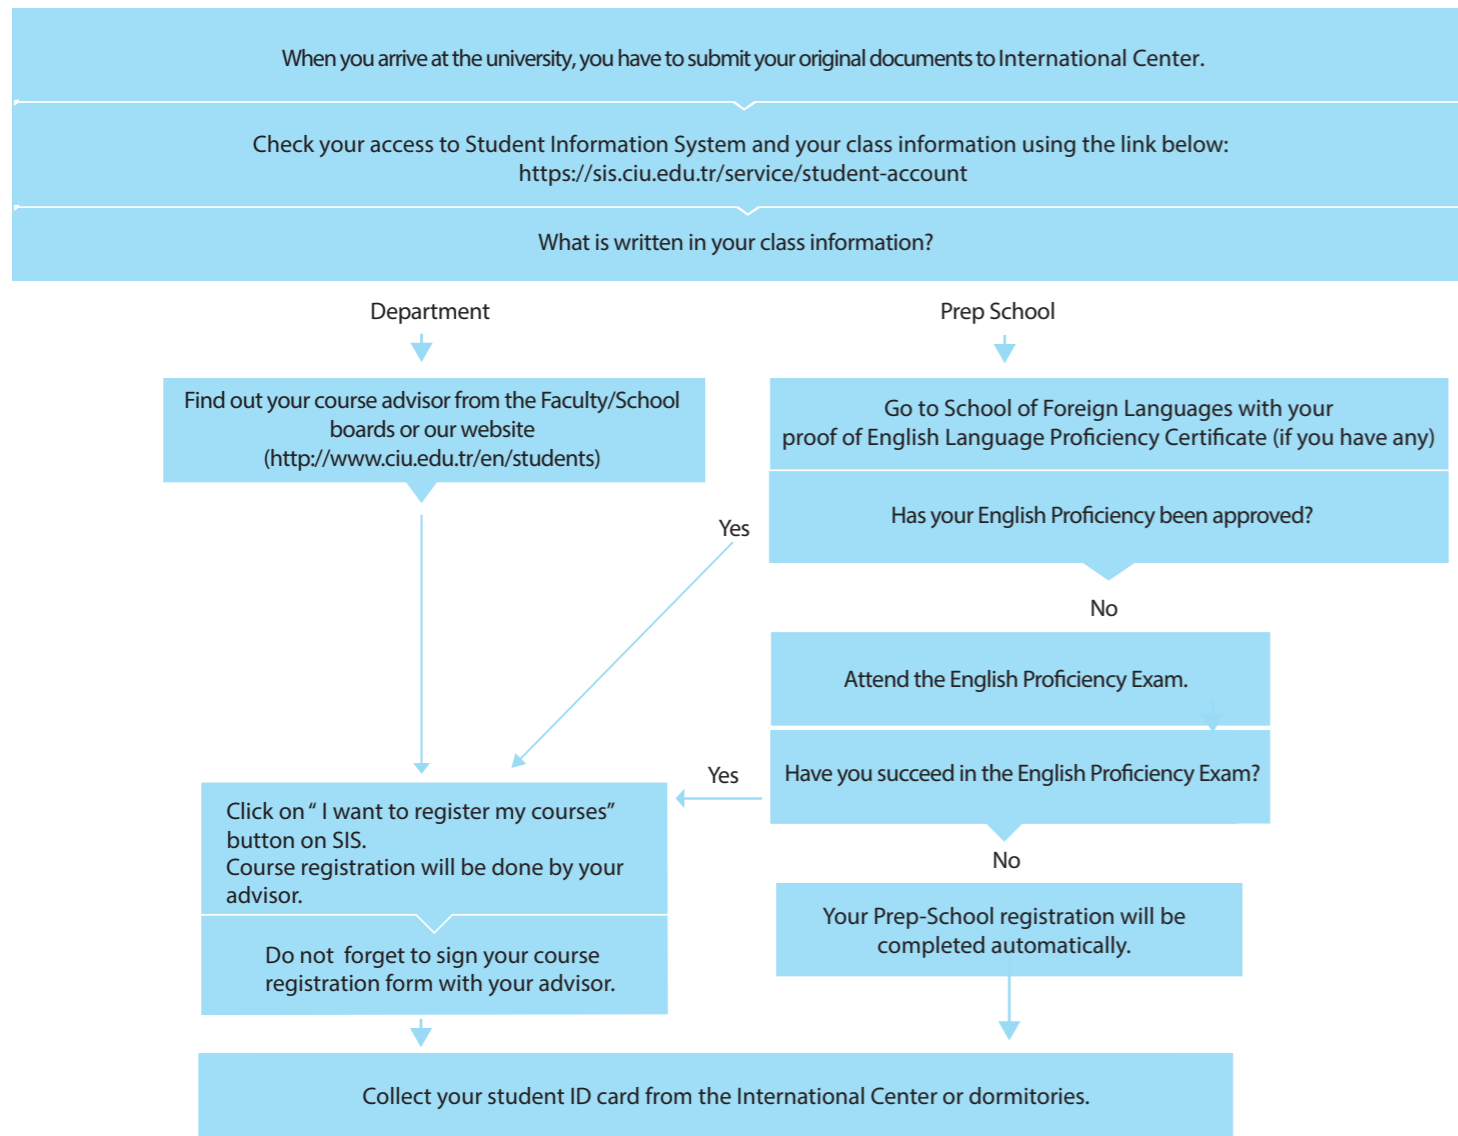 When you arrive at the university, you have to submit your original documents to International Center.
Check your access to Student Information System and your class information using the link below:
https://sis.ciu.edu.tr/service/student-account
What is written in your class information?
Department
Prep School
Find out your course advisor from the Faculty/School
boards or our website
(http://www.ciu.edu.tr/en/students)
Go to School of Foreign Languages with your
proof of English Language Proficiency Certificate (if you have any)
Has your English Proficiency been approved?
Yes
No
Attend the English Proficiency Exam.
Have you succeed in the English Proficiency Exam?
Yes
No
Click on “ I want to register my courses”
button on SIS.
Course registration will be done by your
advisor.
Do not forget to sign your course
registration form with your advisor.
Your Prep-School registration will be
completed automatically.
Collect your student ID card from the International Center or dormitories.